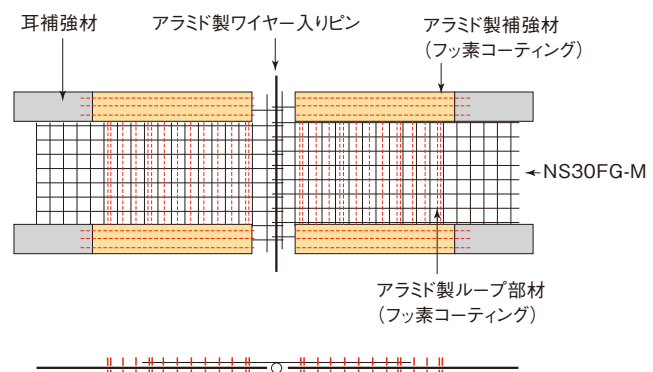 耳補強材
アラミド製ワイヤー入りピン
アラミド製補強材
(フッ素コーティング)
NS30FG-M
アラミド製ループ部材
(フッ素コーティング)